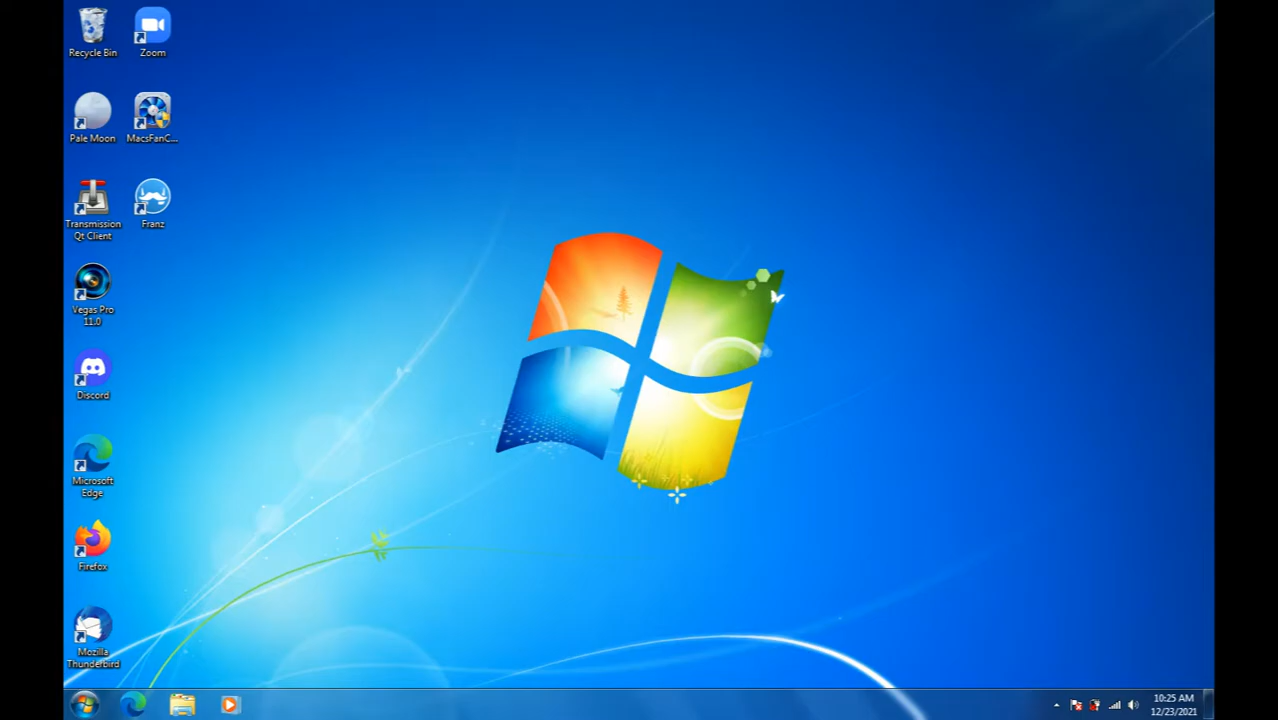 Recycle Bin
Zoom
Pale Moon
MacsFanC...
Transmission
Qt Client
Franz
Vegas Pro
11.0
Discord
Microsoft
Edge
Firefox
Mozilla
Thunderbird
10:25 AM
12/23/2021